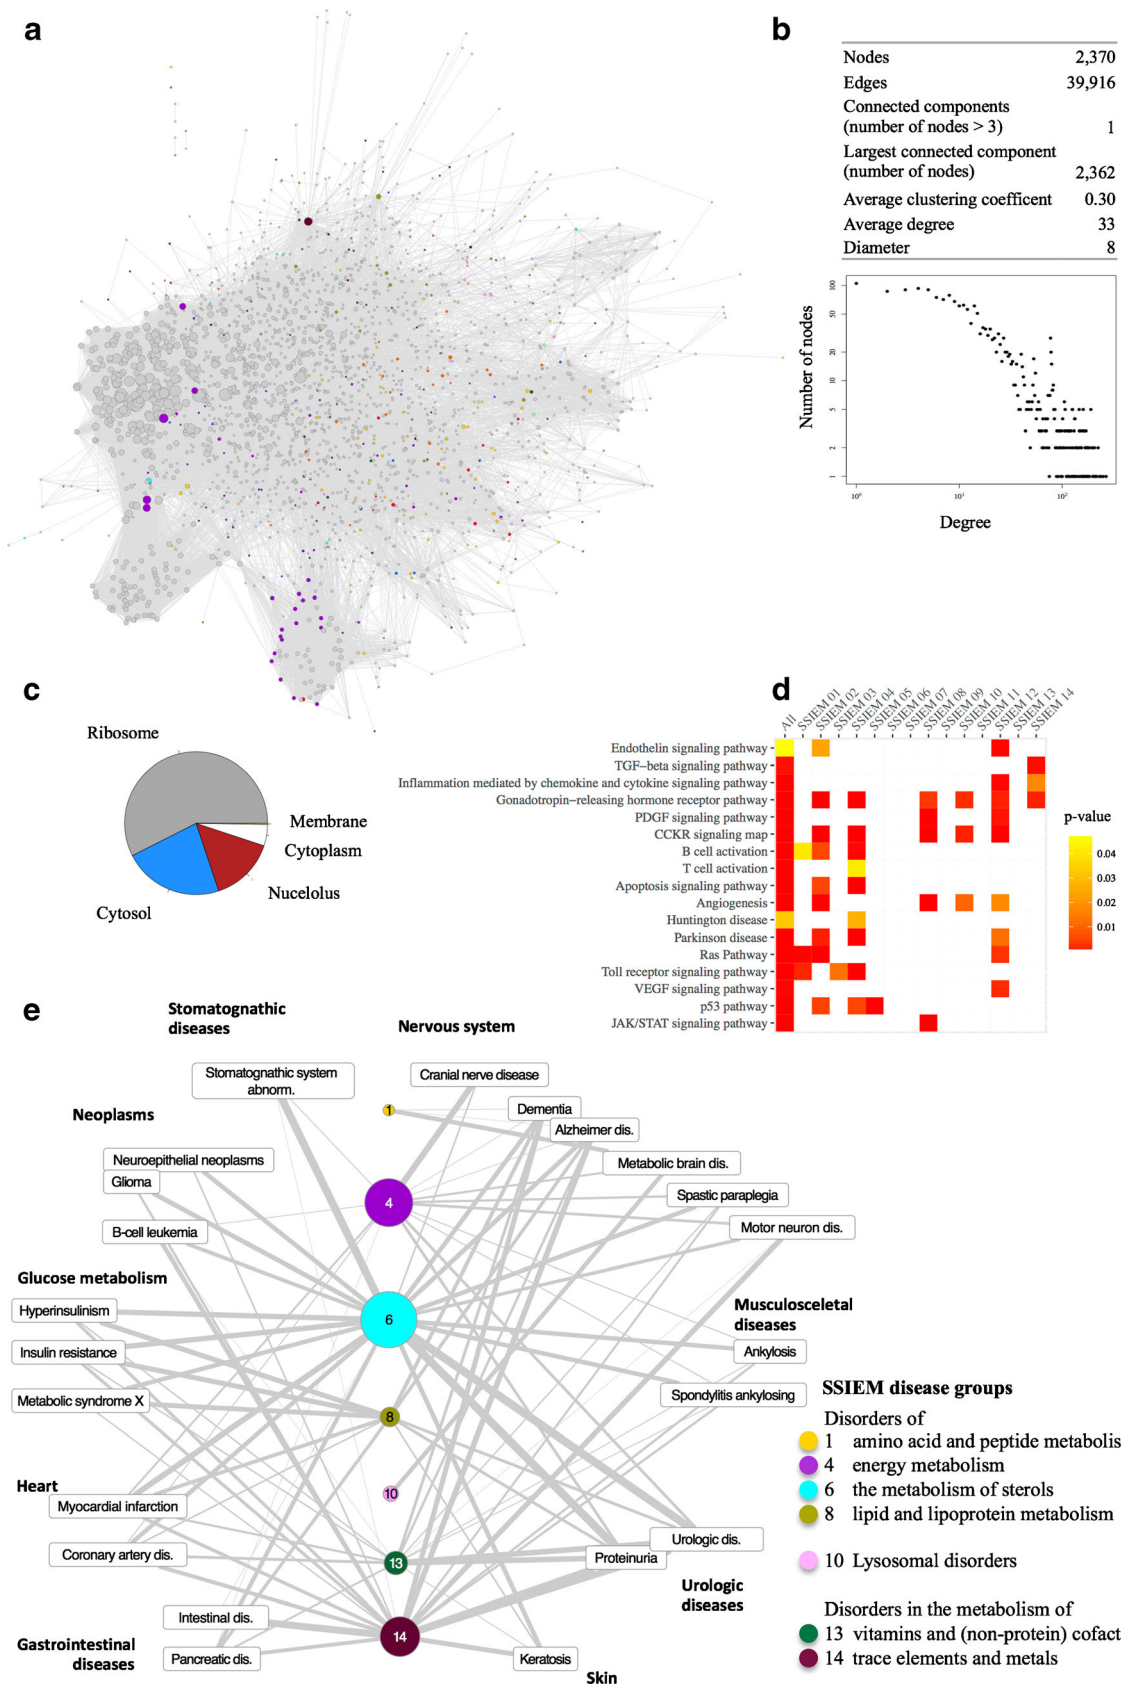 a
b
Nodes 2,370
Edges 39,916
Connected components
(number of nodes > 3) 1
Largest connected component
(number of nodes) 2,362
Average clustering coefficent 0.30
Average degree 33
Diameter 8
Number of nodes
100
50
20
10
5
2
1
10⁰ 10¹ 10²
Degree
c
Ribosome
Membrane
Cytoplasm
Nucelolus
Cytosol
d
All
SSIEM 01
SSIEM 02
SSIEM 03
SSIEM 04
SSIEM 05
SSIEM 06
SSIEM 07
SSIEM 08
SSIEM 09
SSIEM 10
SSIEM 11
SSIEM 12
SSIEM 13
SSIEM 14
Endothelin signaling pathway
TGF−beta signaling pathway
Inflammation mediated by chemokine and cytokine signaling pathway
Gonadotropin−releasing hormone receptor pathway
PDGF signaling pathway
CCKR signaling map
B cell activation
T cell activation
Apoptosis signaling pathway
Angiogenesis
Huntington disease
Parkinson disease
Ras Pathway
Toll receptor signaling pathway
VEGF signaling pathway
p53 pathway
JAK/STAT signaling pathway
p-value
0.04
0.03
0.02
0.01
e
Stomatognathic
diseases
Nervous system
Stomatognathic system
abnorm.
Cranial nerve disease
1
Dementia
Neoplasms
Alzheimer dis.
Neuroepithelial neoplasms
Metabolic brain dis.
Glioma
4
Spastic paraplegia
B-cell leukemia
Motor neuron dis.
Glucose metabolism
Hyperinsulinism
6
Musculosceletal
diseases
Insulin resistance
Ankylosis
Metabolic syndrome X
Spondylitis ankylosing
8
Heart
10
Myocardial infarction
Urologic dis.
Coronary artery dis.
13
Proteinuria
Urologic
diseases
Intestinal dis.
14
Gastrointestinal
diseases
Pancreatic dis.
Keratosis
Skin
SSIEM disease groups
Disorders of
1 amino acid and peptide metabolis
4 energy metabolism
6 the metabolism of sterols
8 lipid and lipoprotein metabolism
10 Lysosomal disorders
Disorders in the metabolism of
13 vitamins and (non-protein) cofact
14 trace elements and metals